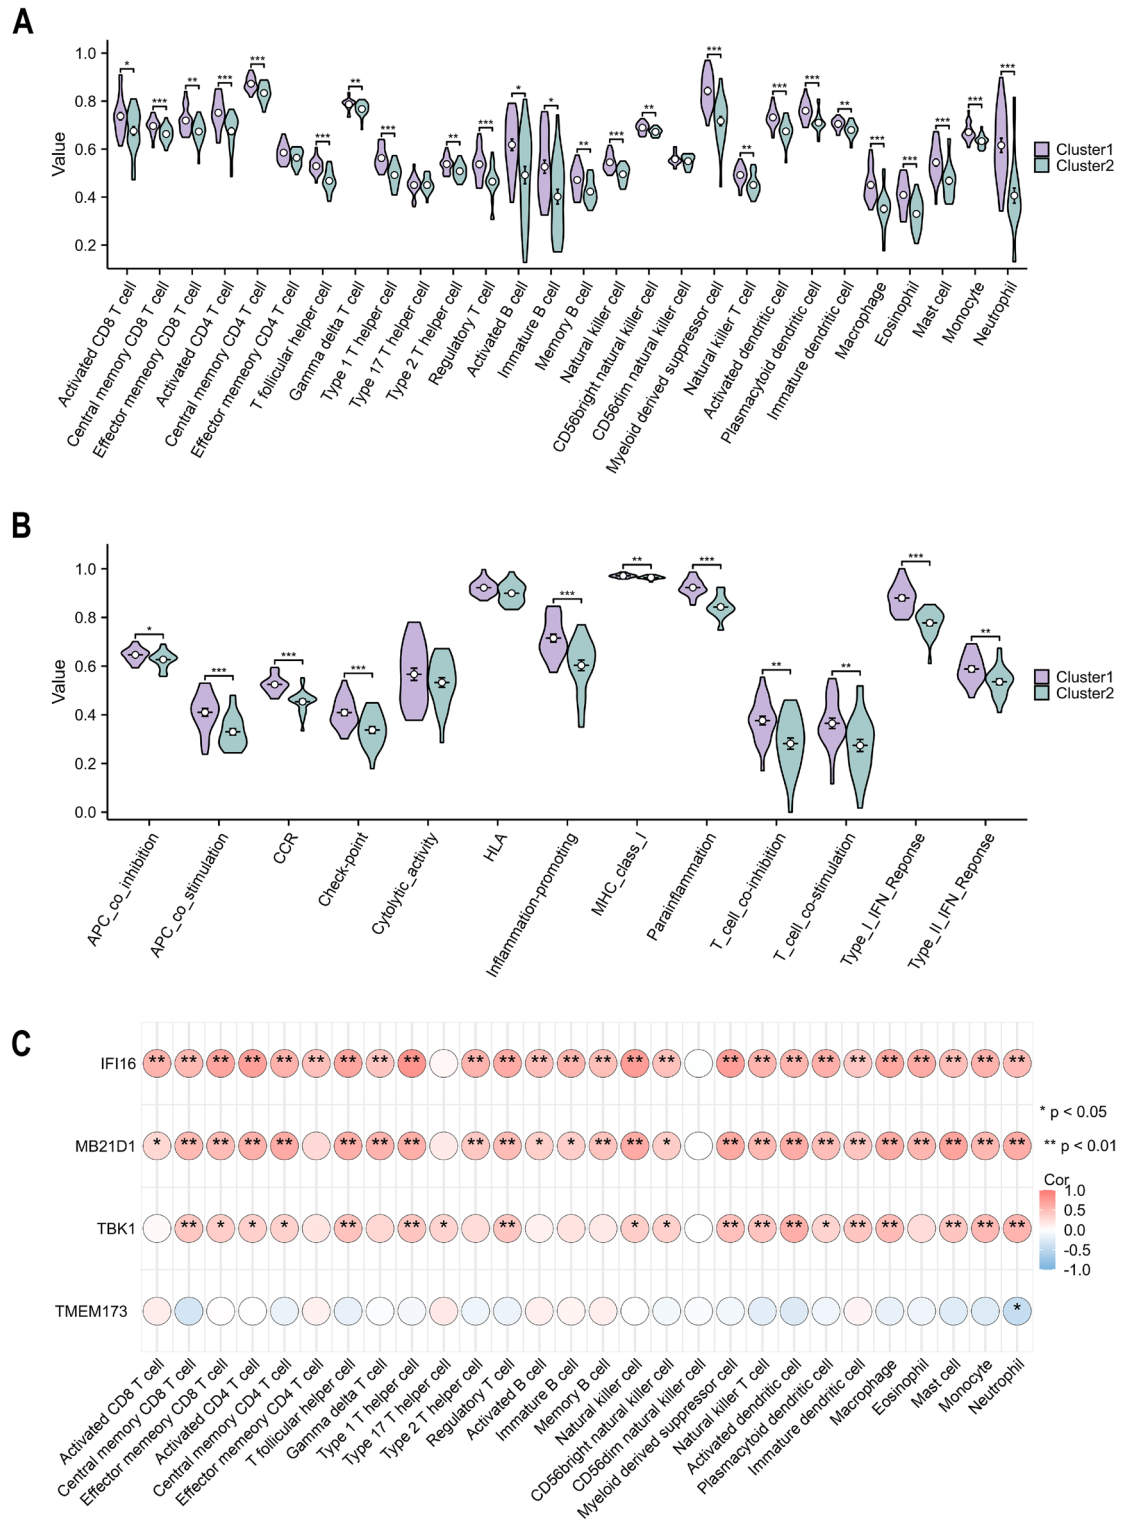 A
Value
1.0
0.8
0.6
0.4
0.2
* *** ** *** *** *** ** *** ** *** * * ** *** ** *** ** *** *** ** *** *** *** *** ***
Cluster1
Cluster2
Activated CD8 T cell
Central memory CD8 T cell
Effector memeory CD8 T cell
Activated CD4 T cell
Central memory CD4 T cell
Effector memeory CD4 T cell
T follicular helper cell
Gamma delta T cell
Type 1 T helper cell
Type 17 T helper cell
Type 2 T helper cell
Regulatory T cell
Activated B cell
Immature B cell
Memory B cell
Natural killer cell
CD56bright natural killer cell
CD56dim natural killer cell
Myeloid derived suppressor cell
Natural killer T cell
Activated dendritic cell
Plasmacytoid dendritic cell
Immature dendritic cell
Macrophage
Eosinophil
Mast cell
Monocyte
Neutrophil
B
Value
1.0
0.8
0.6
0.4
0.2
0.0
* *** *** *** *** ** *** ** ** *** **
Cluster1
Cluster2
APC_co_inhibition
APC_co_stimulation
CCR
Check-point
Cytolytic_activity
HLA
Inflammation-promoting
MHC_class_I
Parainflammation
T_cell_co-inhibition
T_cell_co-stimulation
Type_I_IFN_Reponse
Type_II_IFN_Reponse
C
IFI16 ** ** ** ** ** ** ** ** ** ** ** ** ** ** ** ** ** ** ** ** ** ** ** ** ** **
MB21D1 * ** ** ** ** ** ** ** ** ** * * ** ** * ** ** ** ** ** ** ** ** ** **
TBK1 ** * * * ** ** * ** * * ** ** ** * ** ** ** ** **
TMEM173 *
* p < 0.05
** p < 0.01
Cor
1.0
0.5
0.0
-0.5
-1.0
Activated CD8 T cell
Central memory CD8 T cell
Effector memeory CD8 T cell
Activated CD4 T cell
Central memory CD4 T cell
Effector memeory CD4 T cell
T follicular helper cell
Gamma delta T cell
Type 1 T helper cell
Type 17 T helper cell
Type 2 T helper cell
Regulatory T cell
Activated B cell
Immature B cell
Memory B cell
Natural killer cell
CD56bright natural killer cell
CD56dim natural killer cell
Myeloid derived suppressor cell
Natural killer T cell
Activated dendritic cell
Plasmacytoid dendritic cell
Immature dendritic cell
Macrophage
Eosinophil
Mast cell
Monocyte
Neutrophil